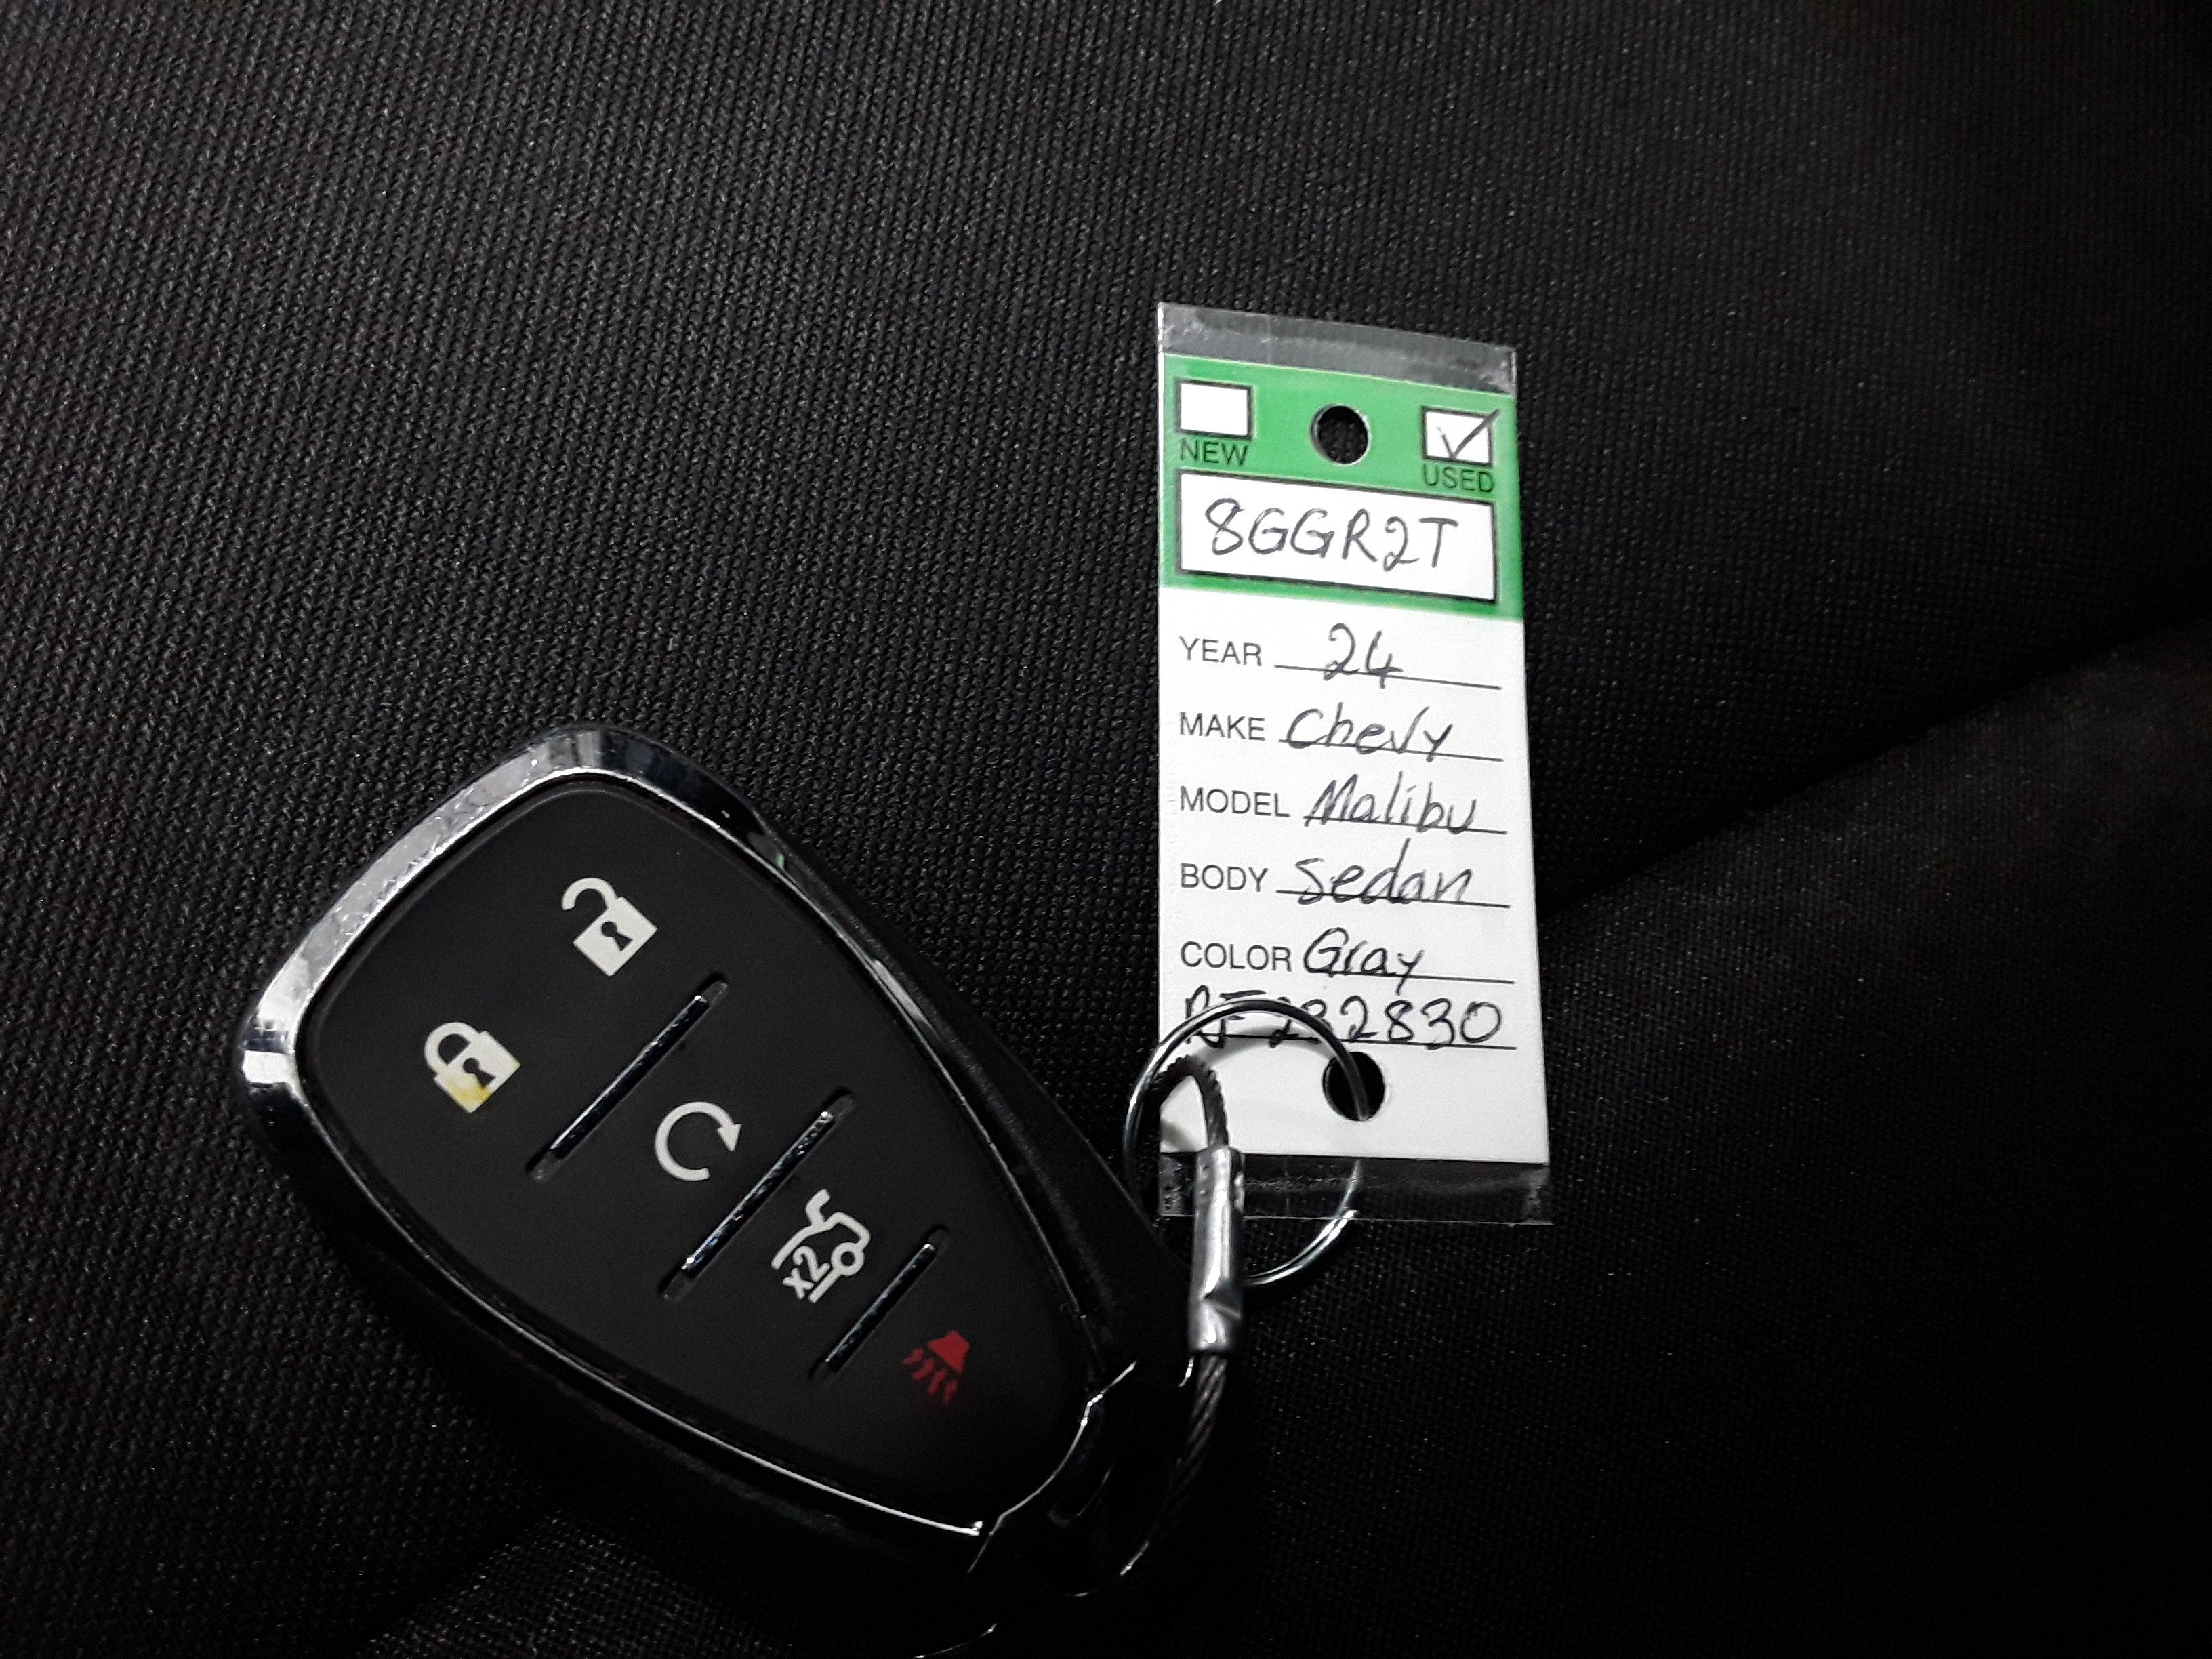 NEW USED
8GGR2T
YEAR 24
MAKE Chevy
MODEL Malibu
BODY Sedan
COLOR Gray
x2